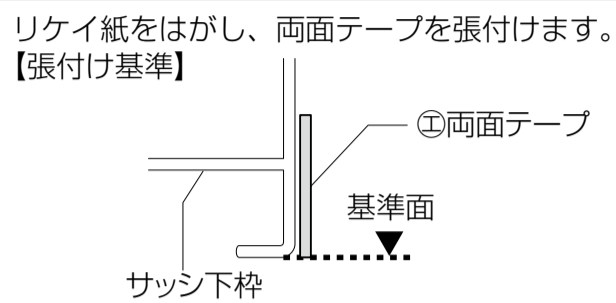 リケイ紙をはがし、両面テープを張付けます。
【張付け基準】
㋓両面テープ
基準面
サッシ下枠